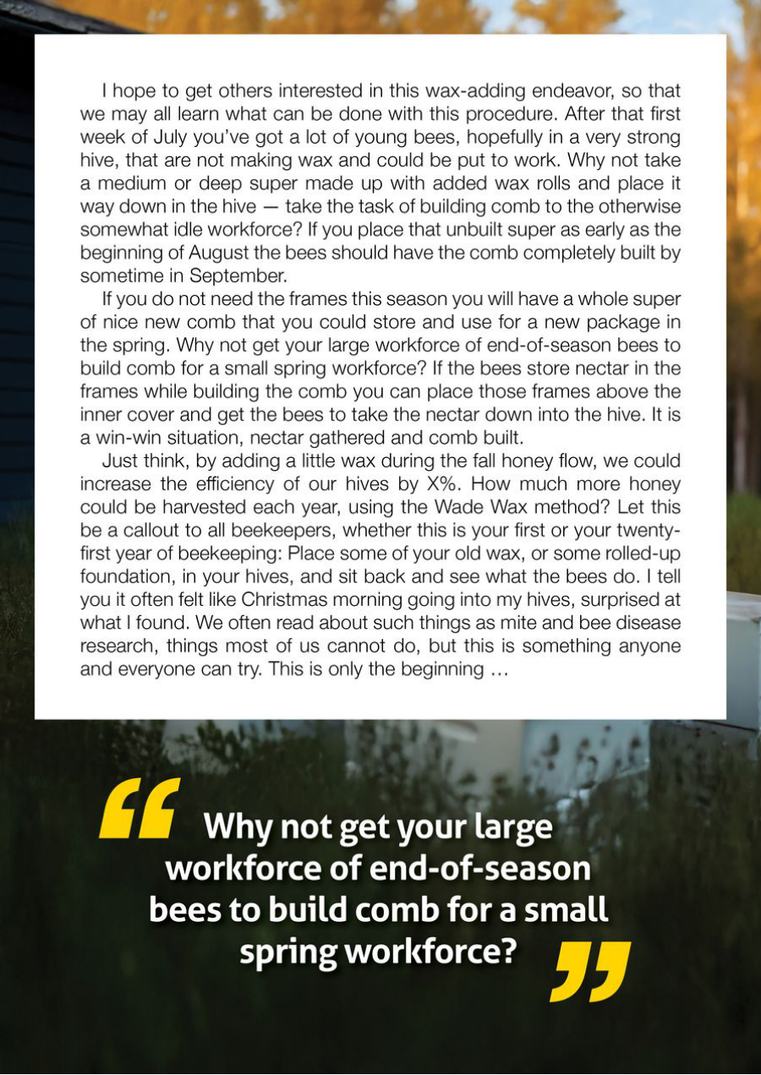 I hope to get others interested in this wax-adding endeavor, so that
we may all learn what can be done with this procedure. After that first
week of July you’ve got a lot of young bees, hopefully in a very strong
hive, that are not making wax and could be put to work. Why not take
a medium or deep super made up with added wax rolls and place it
way down in the hive — take the task of building comb to the otherwise
somewhat idle workforce? If you place that unbuilt super as early as the
beginning of August the bees should have the comb completely built by
sometime in September.
If you do not need the frames this season you will have a whole super
of nice new comb that you could store and use for a new package in
the spring. Why not get your large workforce of end-of-season bees to
build comb for a small spring workforce? If the bees store nectar in the
frames while building the comb you can place those frames above the
inner cover and get the bees to take the nectar down into the hive. It is
a win-win situation, nectar gathered and comb built.
Just think, by adding a little wax during the fall honey flow, we could
increase the efficiency of our hives by X%. How much more honey
could be harvested each year, using the Wade Wax method? Let this
be a callout to all beekeepers, whether this is your first or your twenty-
first year of beekeeping: Place some of your old wax, or some rolled-up
foundation, in your hives, and sit back and see what the bees do. I tell
you it often felt like Christmas morning going into my hives, surprised at
what I found. We often read about such things as mite and bee disease
research, things most of us cannot do, but this is something anyone
and everyone can try. This is only the beginning …
“ Why not get your large
workforce of end-of-season
bees to build comb for a small
spring workforce? ”